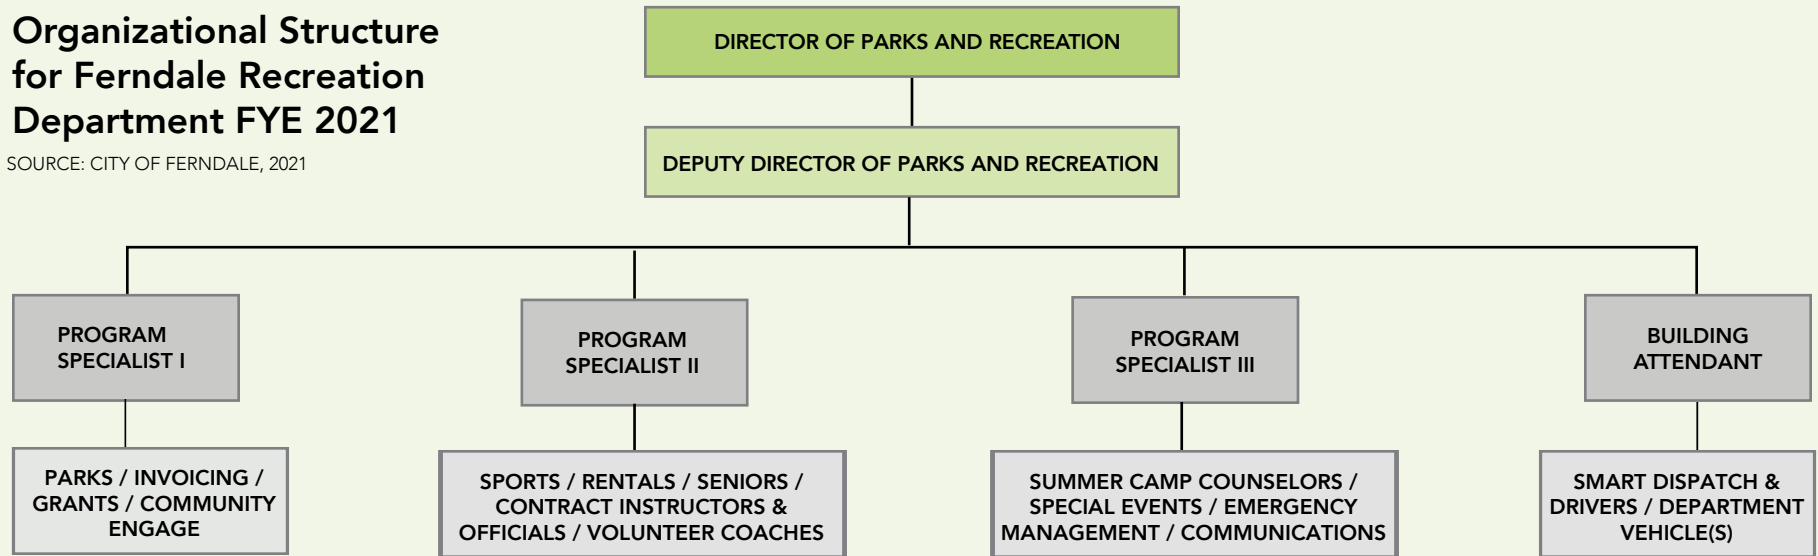 Organizational Structure
for Ferndale Recreation
Department FYE 2021
SOURCE: CITY OF FERNDALE, 2021
DIRECTOR OF PARKS AND RECREATION
DEPUTY DIRECTOR OF PARKS AND RECREATION
PROGRAM
SPECIALIST I
PROGRAM
SPECIALIST II
PROGRAM
SPECIALIST III
BUILDING
ATTENDANT
PARKS / INVOICING /
GRANTS / COMMUNITY
ENGAGE
SPORTS / RENTALS / SENIORS /
CONTRACT INSTRUCTORS &
OFFICIALS / VOLUNTEER COACHES
SUMMER CAMP COUNSELORS /
SPECIAL EVENTS / EMERGENCY
MANAGEMENT / COMMUNICATIONS
SMART DISPATCH &
DRIVERS / DEPARTMENT
VEHICLE(S)